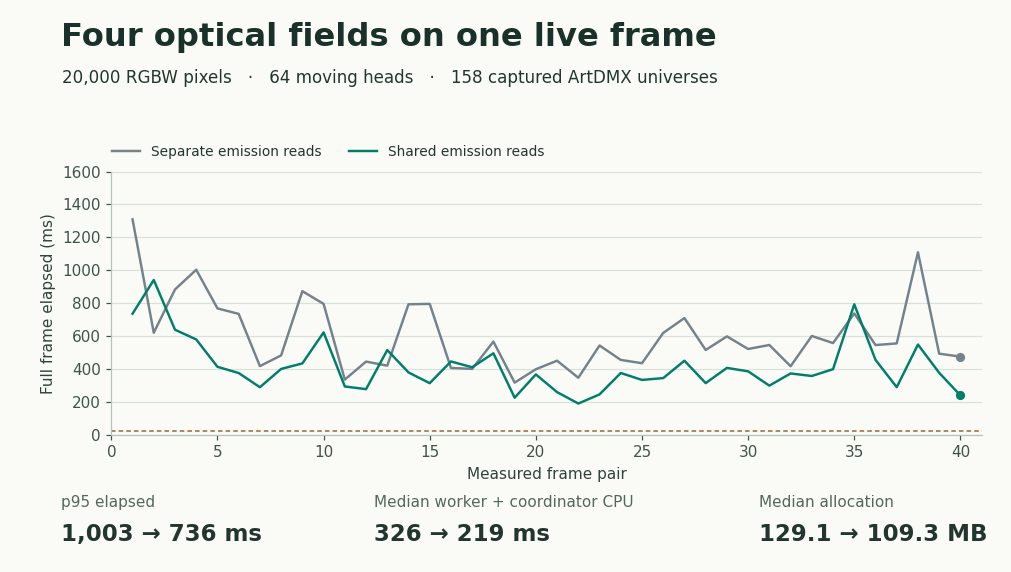 Four optical fields on one live frame
20,000 RGBW pixels · 64 moving heads · 158 captured ArtDMX universes
Separate emission reads Shared emission reads
1600
1400
1200
1000
800
600
400
200
0
Full frame elapsed (ms)
0 5 10 15 20 25 30 35 40
Measured frame pair
p95 elapsed Median worker + coordinator CPU Median allocation
1,003 → 736 ms 326 → 219 ms 129.1 → 109.3 MB